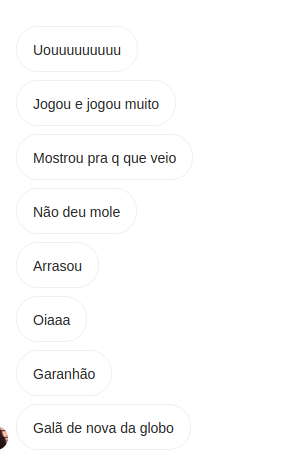 Uouuuuuuuuu
Jogou e jogou muito
Mostrou pra q que veio
Não deu mole
Arrasou
Oiaaa
Garanhão
Galã de nova da globo